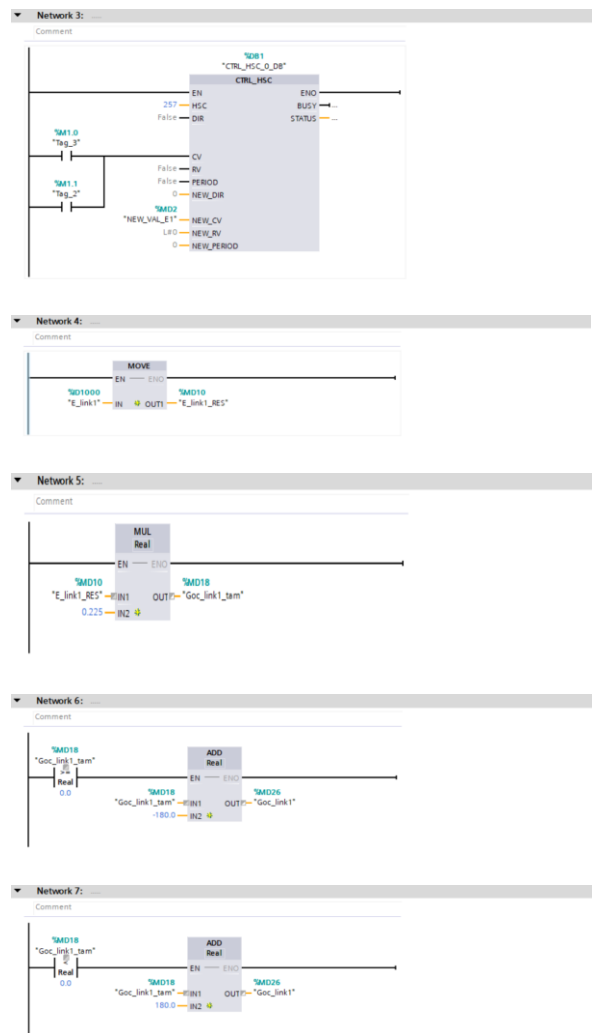 Network 3: ....
Comment
%DB1
"CTRL_HSC_0_DB"
CTRL_HSC
EN ENO
257 HSC BUSY ...
False DIR STATUS ...
%M1.0
"Tag_3"
CV
False RV
False PERIOD
%M1.1
"Tag_2"
0 NEW_DIR
%MD2
"NEW_VAL_E1" NEW_CV
L#0 NEW_RV
0 NEW_PERIOD
Network 4: ....
Comment
MOVE
EN ENO
%ID1000 %MD10
"E_link1" IN OUT1 "E_link1_RES"
Network 5: ....
Comment
MUL
Real
EN ENO
%MD10 %MD18
"E_link1_RES" IN1 OUT "Goc_link1_tam"
0.225 IN2
Network 6: ....
Comment
%MD18
"Goc_link1_tam"
>=
Real
0.0
ADD
Real
EN ENO
%MD18 %MD26
"Goc_link1_tam" IN1 OUT "Goc_link1"
-180.0 IN2
Network 7: ....
Comment
%MD18
"Goc_link1_tam"
<
Real
0.0
ADD
Real
EN ENO
%MD18 %MD26
"Goc_link1_tam" IN1 OUT "Goc_link1"
180.0 IN2